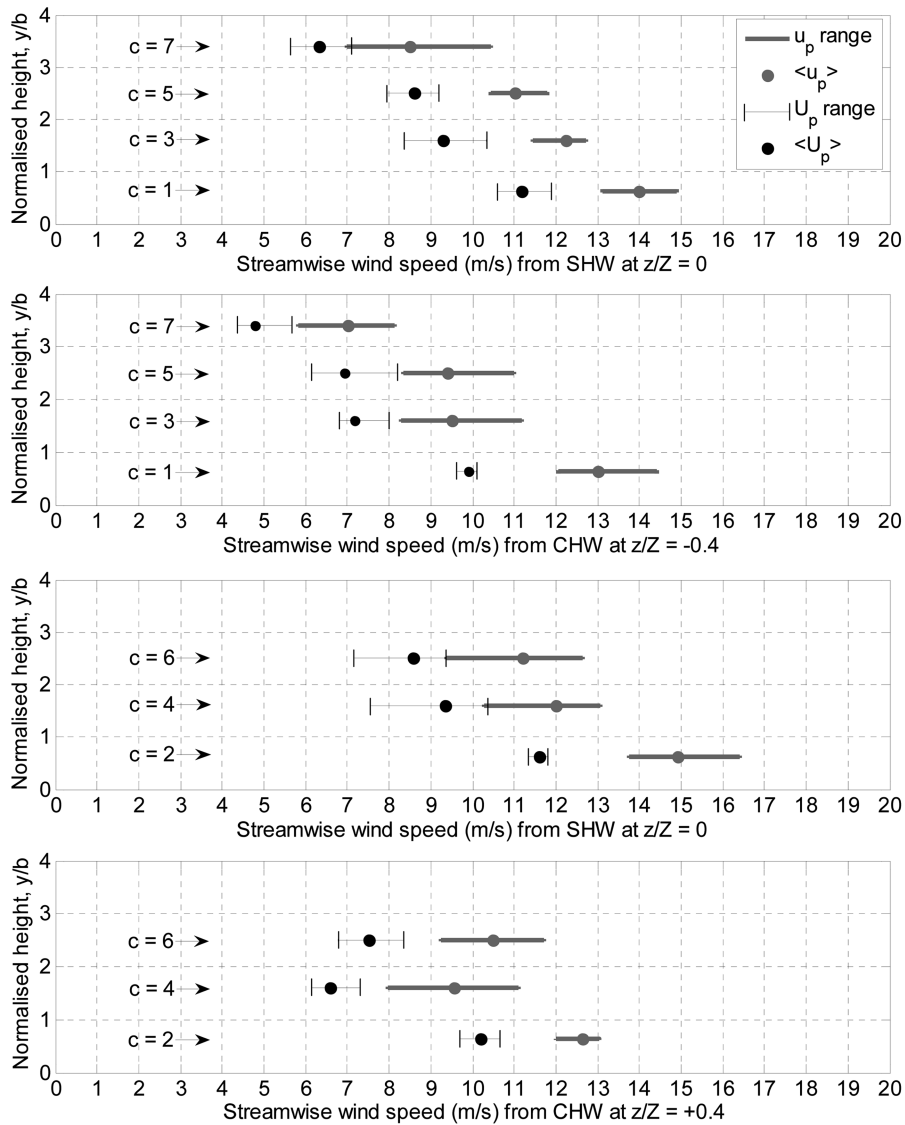 Normalised height, y/b
4
3
2
1
0
c = 7
c = 5
c = 3
c = 1
u_p range
<u_p>
U_p range
<U_p>
0 1 2 3 4 5 6 7 8 9 10 11 12 13 14 15 16 17 18 19 20
Streamwise wind speed (m/s) from SHW at z/Z = 0
Normalised height, y/b
4
3
2
1
0
c = 7
c = 5
c = 3
c = 1
0 1 2 3 4 5 6 7 8 9 10 11 12 13 14 15 16 17 18 19 20
Streamwise wind speed (m/s) from CHW at z/Z = -0.4
Normalised height, y/b
4
3
2
1
0
c = 6
c = 4
c = 2
0 1 2 3 4 5 6 7 8 9 10 11 12 13 14 15 16 17 18 19 20
Streamwise wind speed (m/s) from SHW at z/Z = 0
Normalised height, y/b
4
3
2
1
0
c = 6
c = 4
c = 2
0 1 2 3 4 5 6 7 8 9 10 11 12 13 14 15 16 17 18 19 20
Streamwise wind speed (m/s) from CHW at z/Z = +0.4